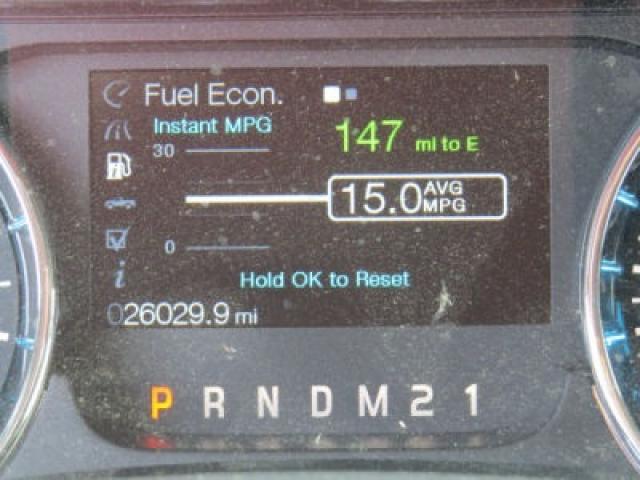 Fuel Econ.
Instant MPG
30
147 mi to E
15.0 AVG MPG
0
Hold OK to Reset
026029.9 mi
P R N D M 2 1